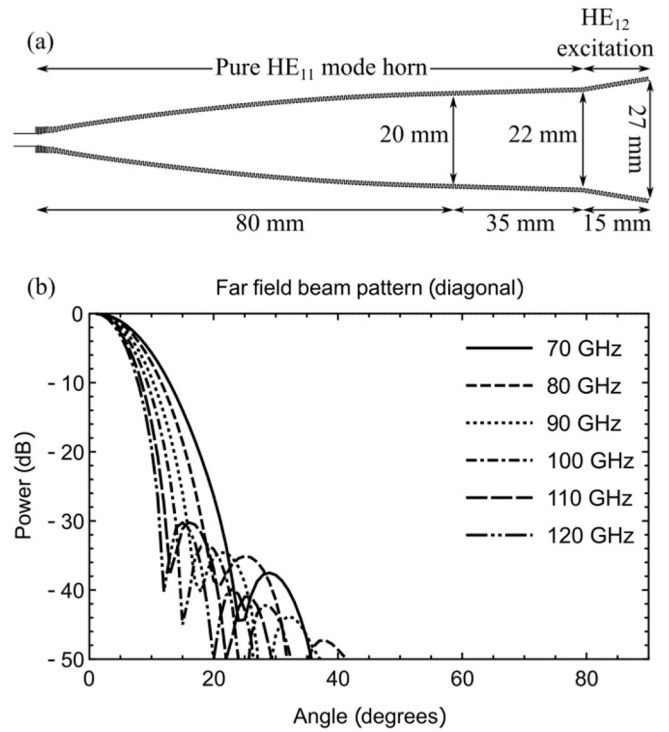 (a)
HE12
excitation
Pure HE11 mode horn
20 mm
22 mm
27 mm
80 mm
35 mm
15 mm
(b)
Far field beam pattern (diagonal)
0
- 10
- 20
- 30
- 40
- 50
Power (dB)
70 GHz
80 GHz
90 GHz
100 GHz
110 GHz
120 GHz
0
20
40
60
80
Angle (degrees)